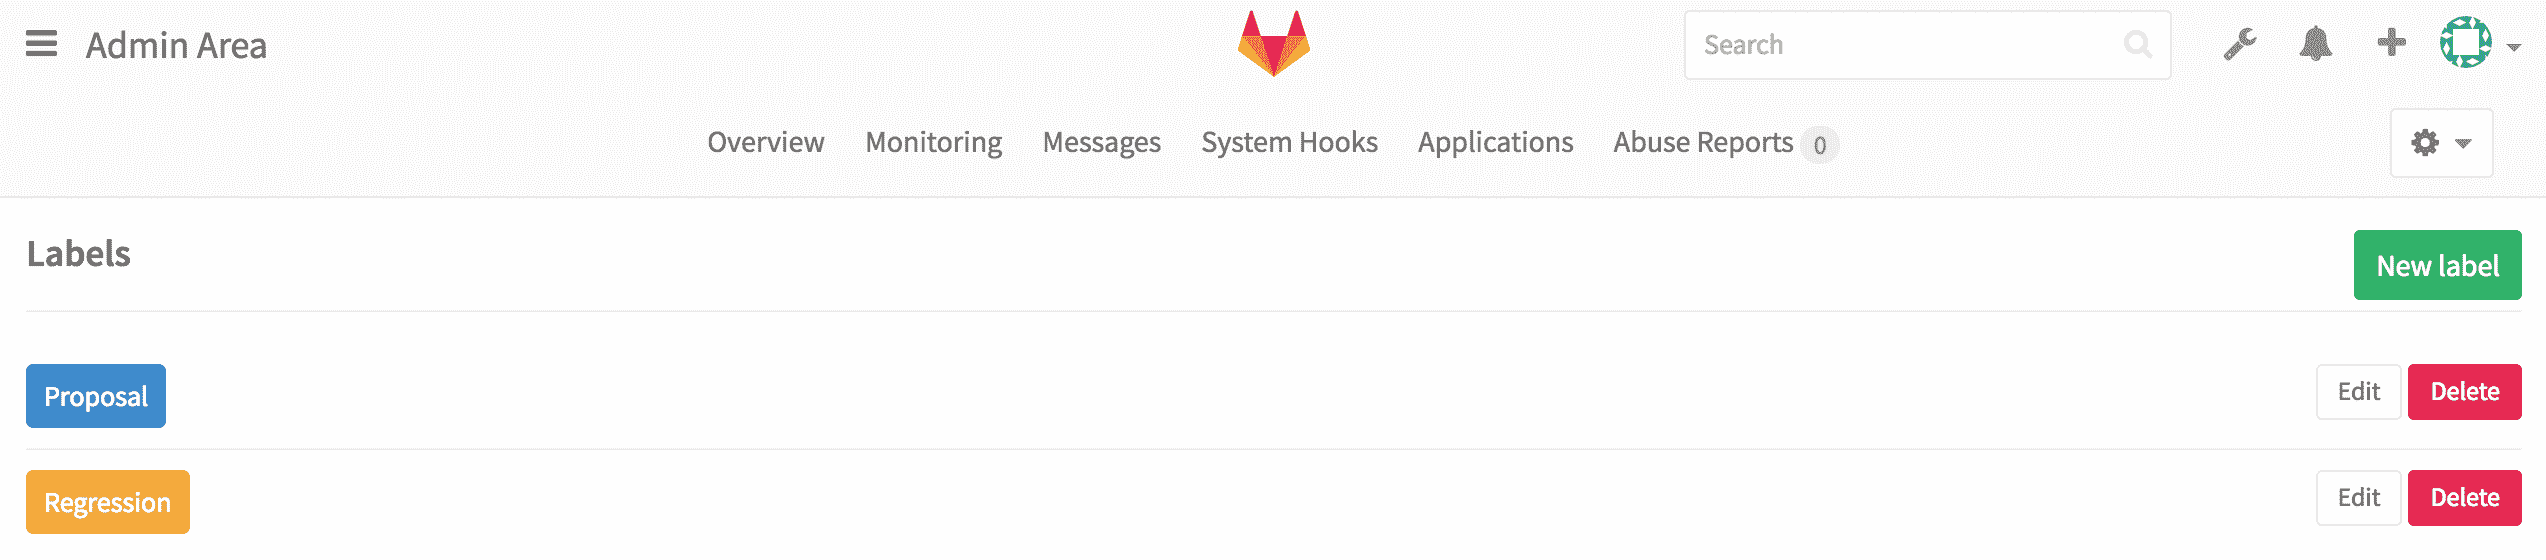 Admin Area
Search
Overview Monitoring Messages System Hooks Applications Abuse Reports 0
Labels
New label
Proposal
Edit Delete
Regression
Edit Delete